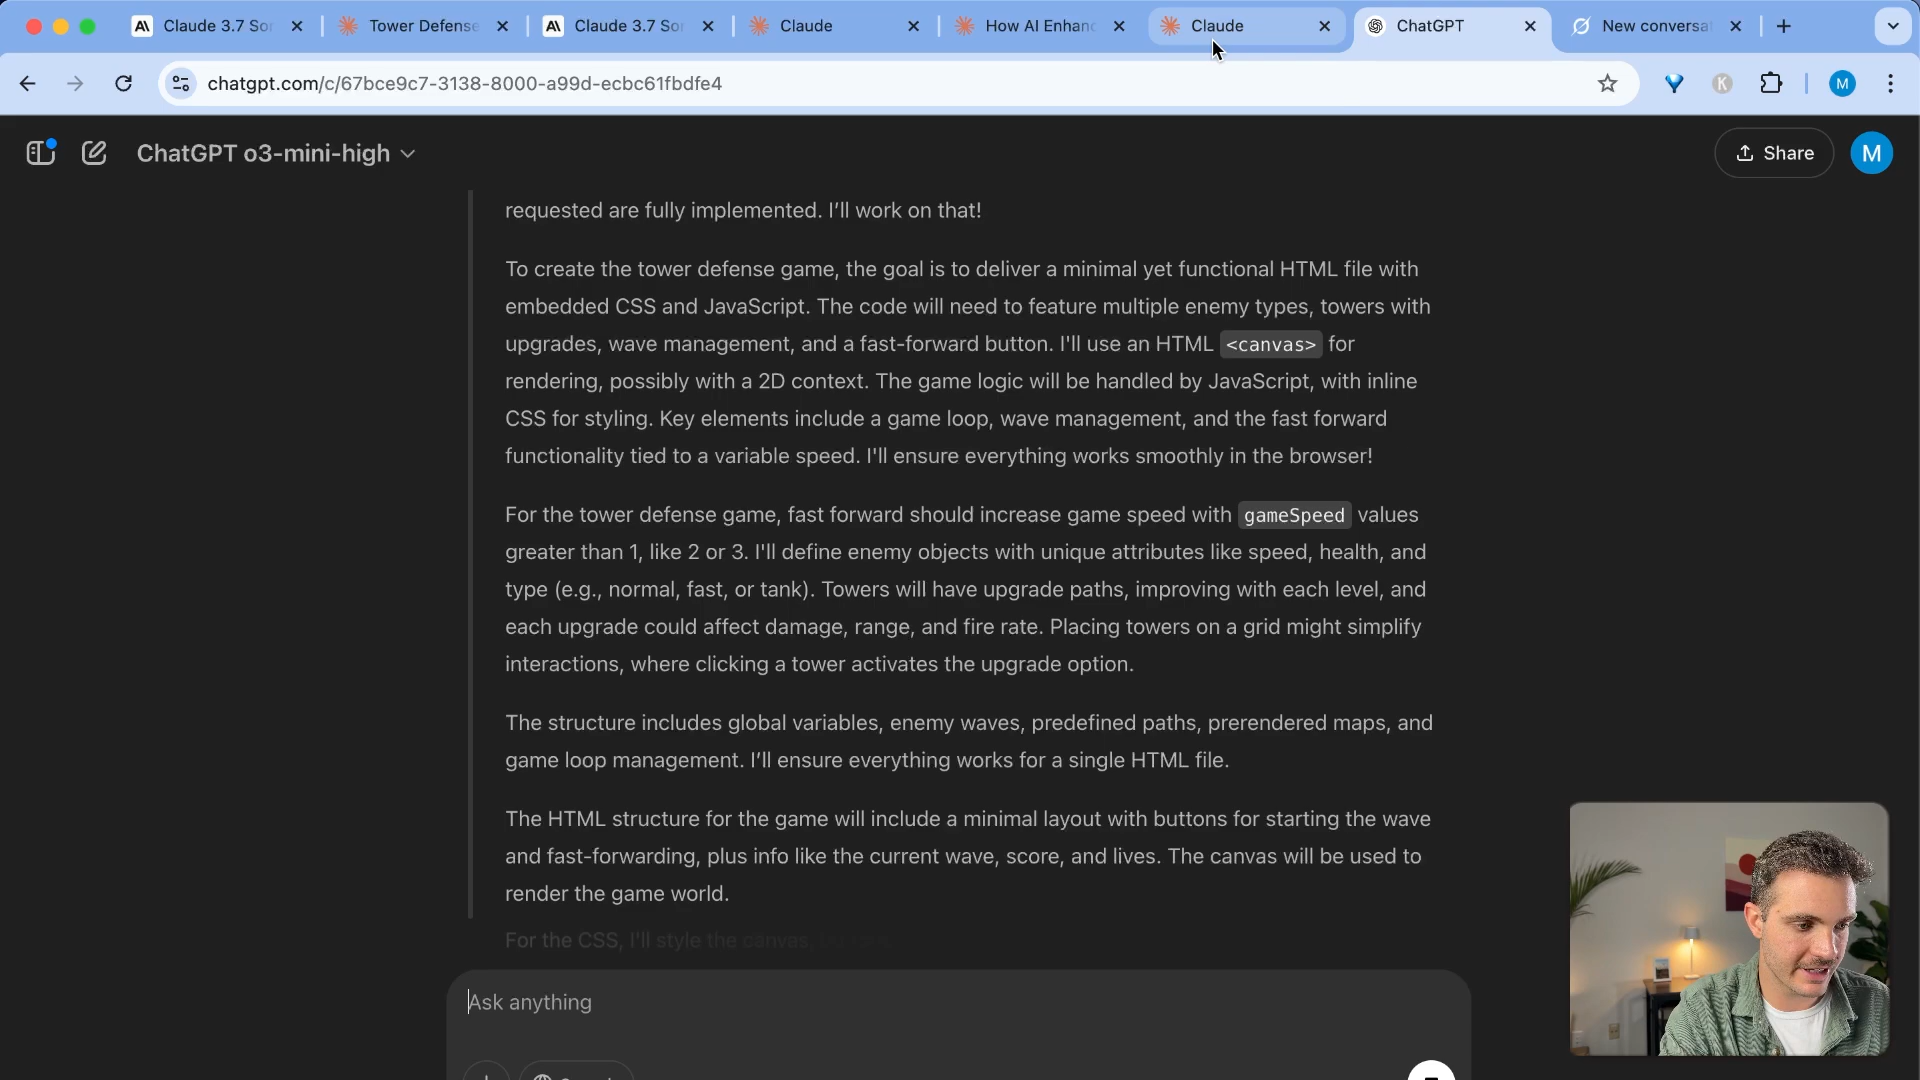 Claude 3.7 So
Tower Defense
Claude 3.7 So
Claude
How AI Enhan
Claude
ChatGPT
New conversa
chatgpt.com/c/67bce9c7-3138-8000-a99d-ecbc61fbdfe4
K
M
ChatGPT o3-mini-high
Share
M
requested are fully implemented. I’ll work on that!
To create the tower defense game, the goal is to deliver a minimal yet functional HTML file with
embedded CSS and JavaScript. The code will need to feature multiple enemy types, towers with
upgrades, wave management, and a fast-forward button. I'll use an HTML <canvas> for
rendering, possibly with a 2D context. The game logic will be handled by JavaScript, with inline
CSS for styling. Key elements include a game loop, wave management, and the fast forward
functionality tied to a variable speed. I'll ensure everything works smoothly in the browser!
For the tower defense game, fast forward should increase game speed with gameSpeed values
greater than 1, like 2 or 3. I'll define enemy objects with unique attributes like speed, health, and
type (e.g., normal, fast, or tank). Towers will have upgrade paths, improving with each level, and
each upgrade could affect damage, range, and fire rate. Placing towers on a grid might simplify
interactions, where clicking a tower activates the upgrade option.
The structure includes global variables, enemy waves, predefined paths, prerendered maps, and
game loop management. I’ll ensure everything works for a single HTML file.
The HTML structure for the game will include a minimal layout with buttons for starting the wave
and fast-forwarding, plus info like the current wave, score, and lives. The canvas will be used to
render the game world.
For the CSS, I'll style the canvas,
Ask anything